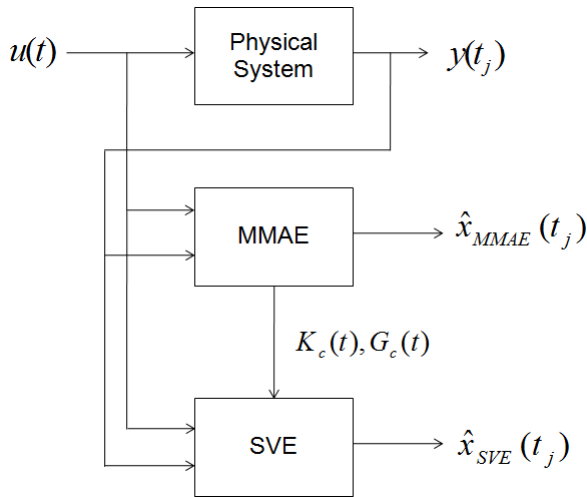 u(t)
Physical
System
y(t_j)
MMAE
x̂_MMAE (t_j)
K_c(t), G_c(t)
SVE
x̂_SVE (t_j)